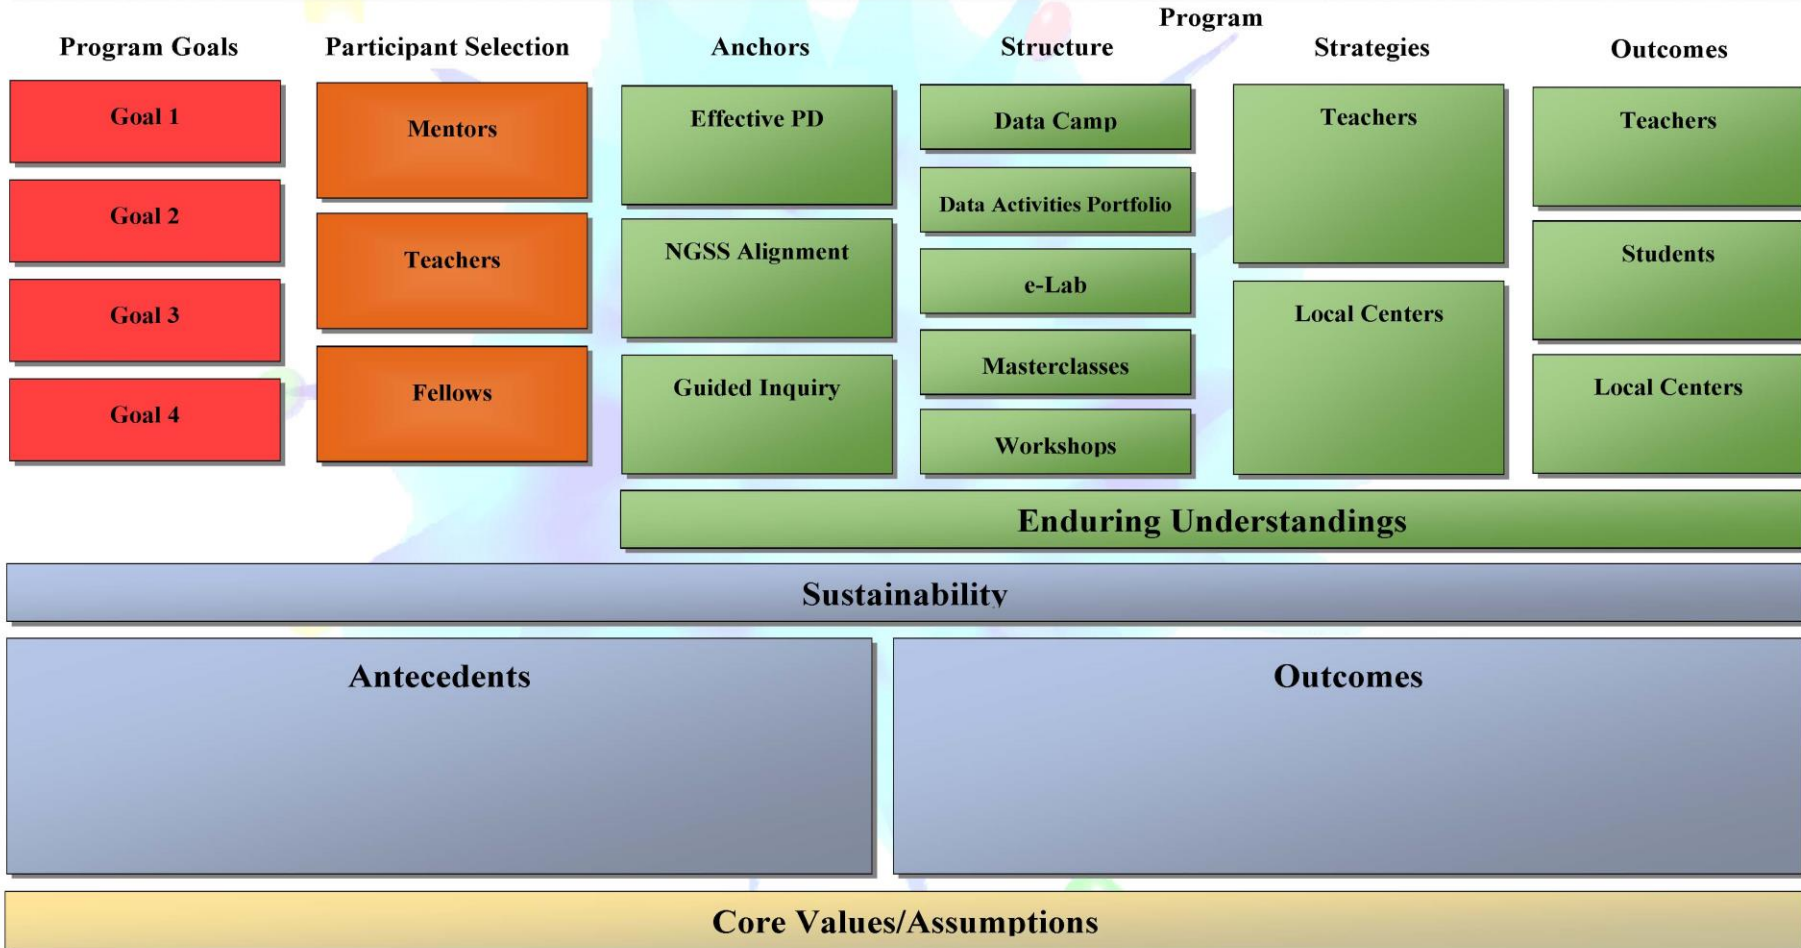 Program
Program Goals
Participant Selection
Anchors
Structure
Strategies
Outcomes
Goal 1
Goal 2
Goal 3
Goal 4
Mentors
Teachers
Fellows
Effective PD
NGSS Alignment
Guided Inquiry
Data Camp
Data Activities Portfolio
e-Lab
Masterclasses
Workshops
Teachers
Local Centers
Teachers
Students
Local Centers
Enduring Understandings
Sustainability
Antecedents
Outcomes
Core Values/Assumptions